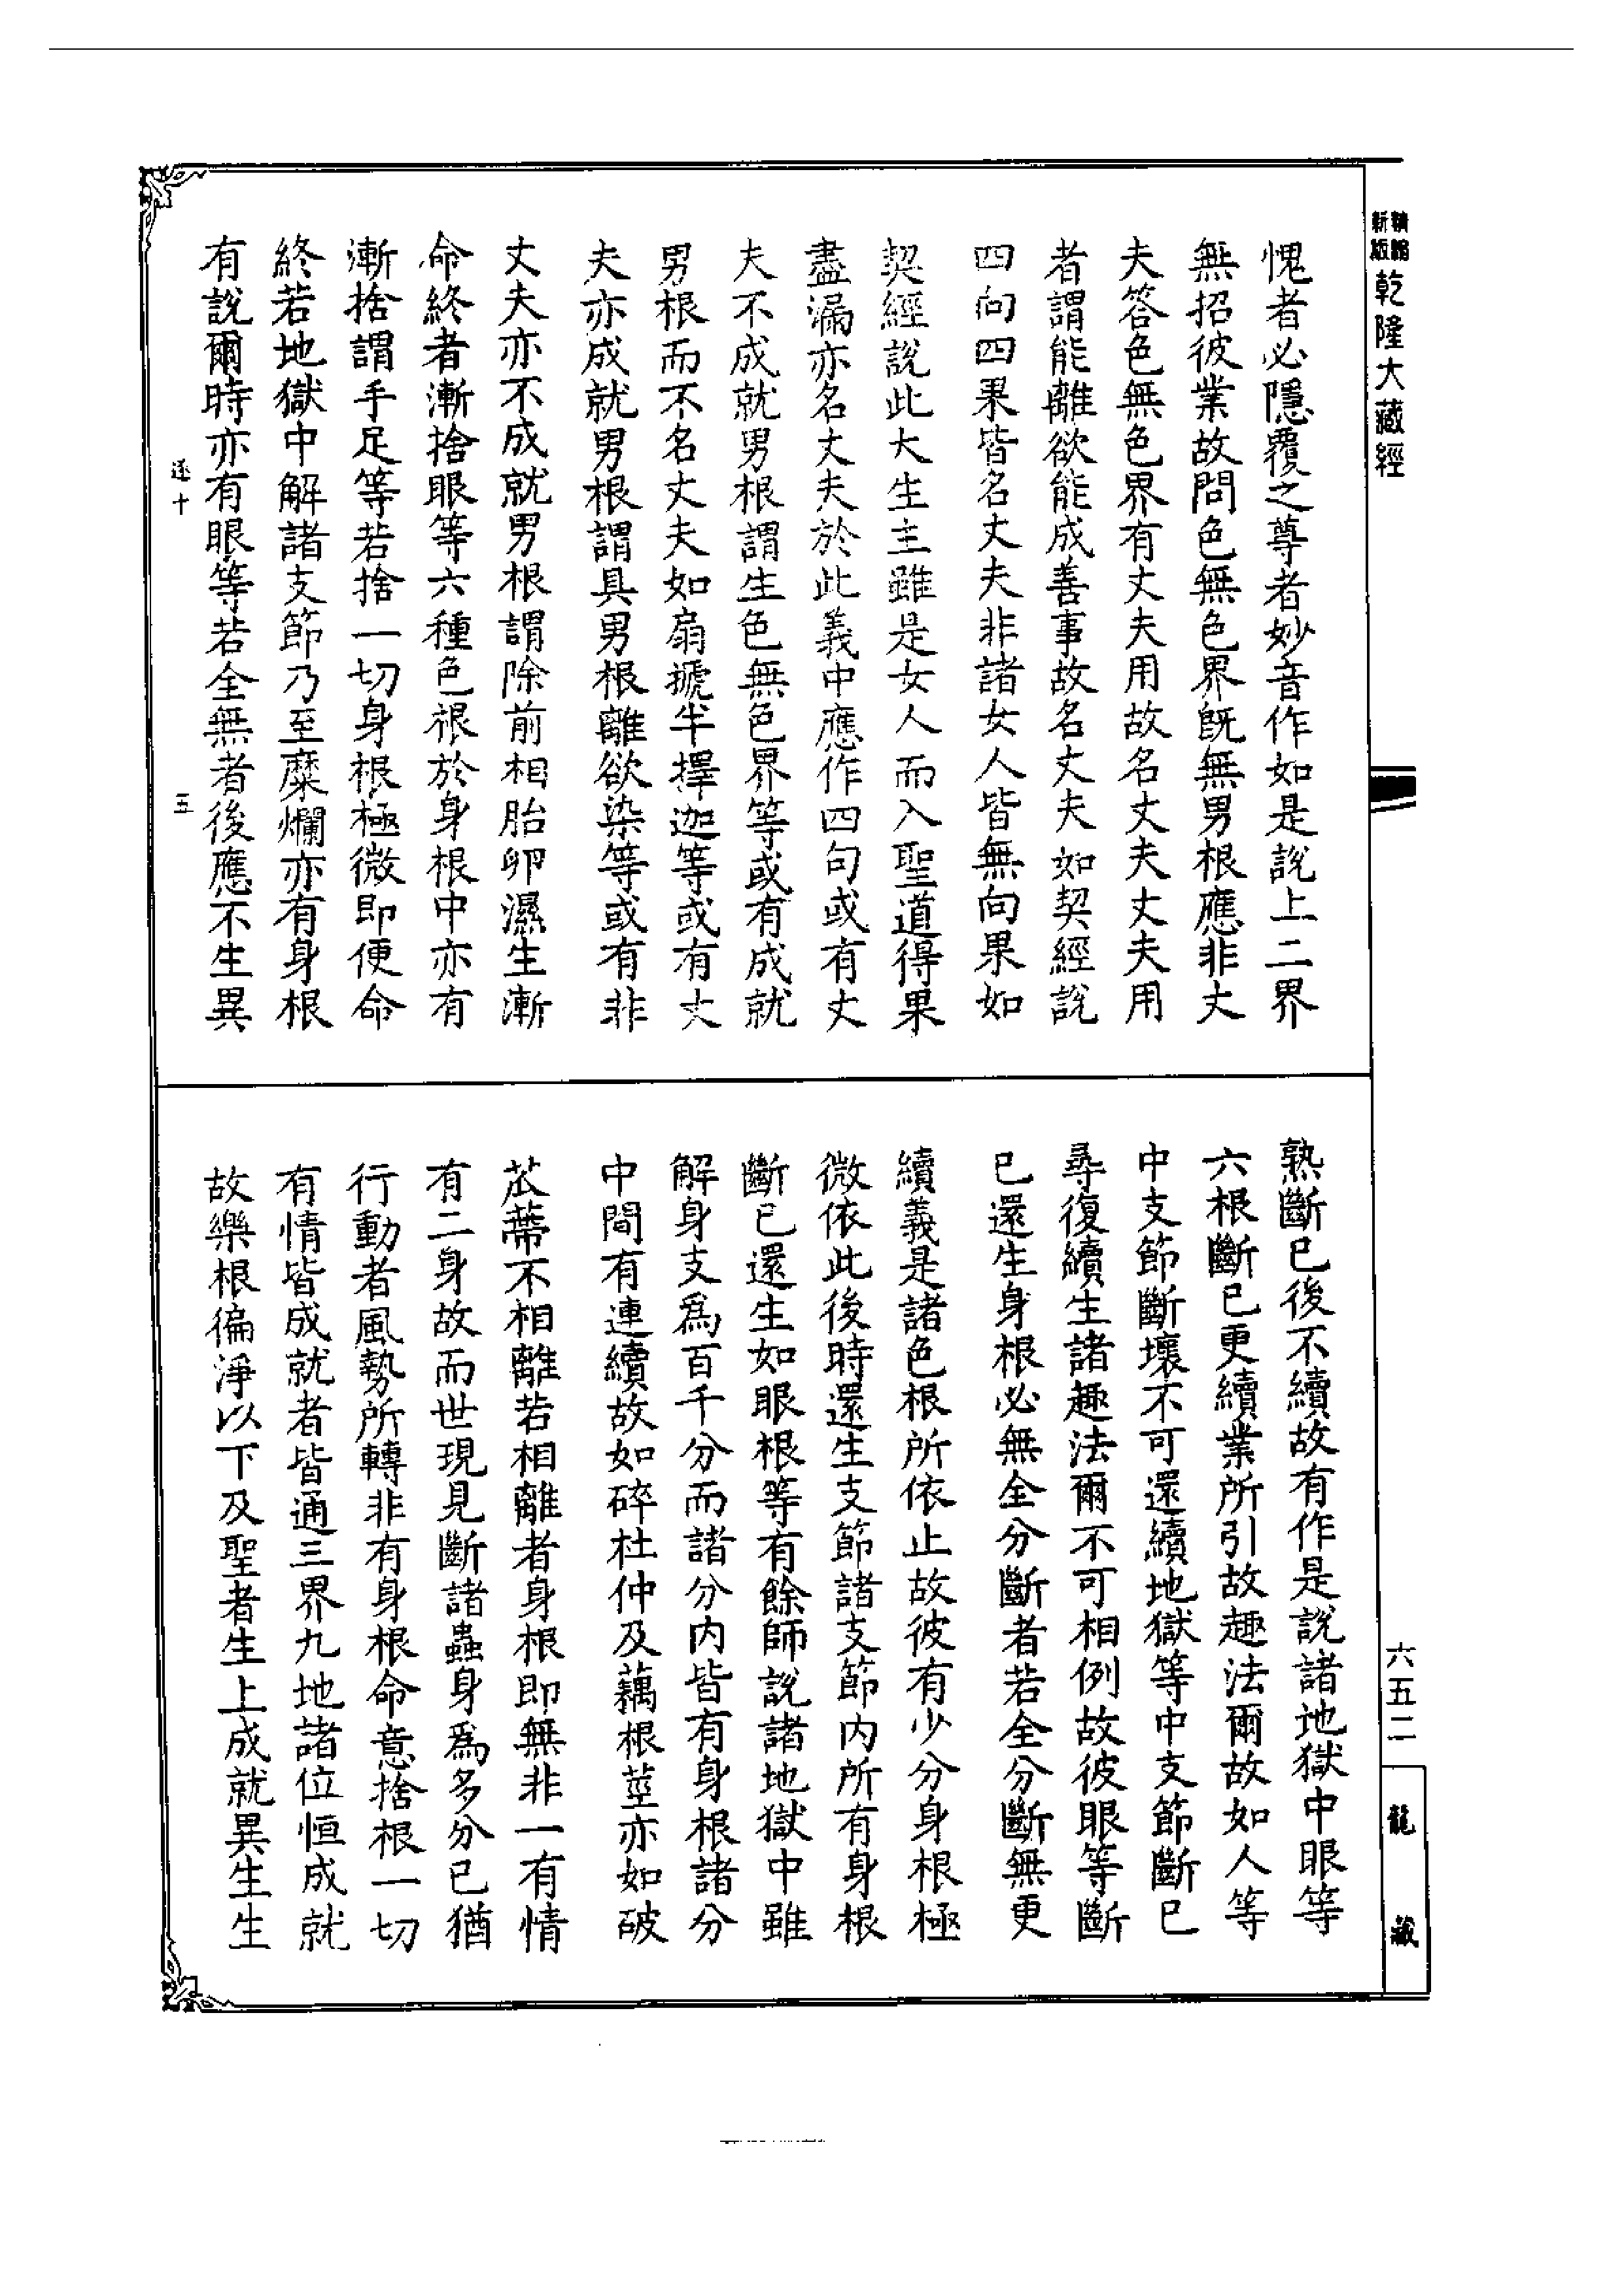 新版精縮乾隆大藏經
愧者必隱覆之尊者妙音作如是說上二界
無招彼業故問色無色界旣無男根應非丈
夫答色無色界有丈夫用故名丈夫丈夫用
者謂能離欲能成善事故名丈夫如契經說
四向四果皆名丈夫非諸女人皆無向果如
契經說此大生主雖是女人而入聖道得果
盡漏亦名丈夫於此義中應作四句或有丈
夫不成就男根謂生色無色界等或有成就
男根而不名丈夫如扇搋半擇迦等或有丈
夫亦成就男根謂具男根離欲染等或有非
丈夫亦不成就男根謂除前相胎卵濕生漸
命終者漸捨眼等六種色根於身根中亦有
漸捨謂手足等若捨一切身根極微即便命
終若地獄中解諸支節乃至糜爛亦有身根
有說爾時亦有眼等若全無者後應不生異
逐十
五
熟斷已後不續故有作是說諸地獄中眼等
六根斷已更續業所引故趣法爾故如人等
中支節斷壞不可還續地獄等中支節斷已
尋復續生諸趣法爾不可相例故彼眼等斷
已還生身根必無全分斷者若全分斷無更
續義是諸色根所依止故彼有少分身根極
微依此後時還生支節諸支節內所有身根
斷已還生如眼根等有餘師說諸地獄中雖
解身支爲百千分而諸分內皆有身根諸分
中間有連續故如碎杜仲及藕根莖亦如破
苽蔕不相離若相離者身根即無非一有情
有二身故而世現見斷諸蟲身爲多分已猶
行動者風勢所轉非有身根命意捨根一切
有情皆成就者皆通三界九地諸位恒成就
故樂根徧淨以下及聖者生上成就異生生
六五二
龍藏